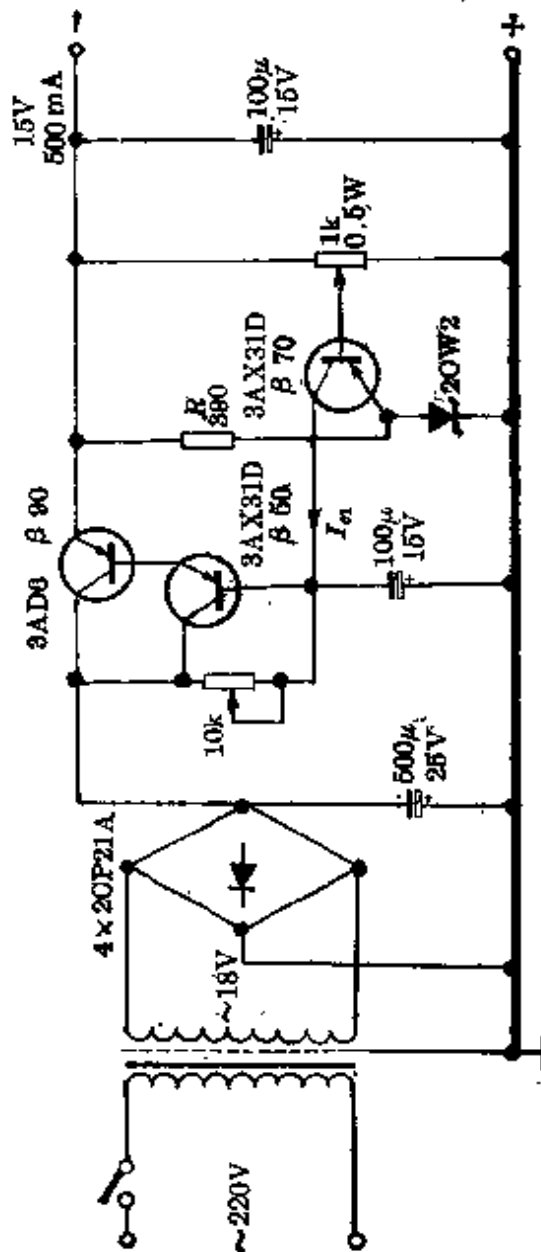 ~220V
~18V
4×2CP21A
500μ
25V
10k
3AD6 β 90
3AX31D
β 50
I_c1
100μ
15V
R
390
3AX31D
β 70
2CW2
1k
0.5W
100μ
15V
15V
500 mA
−
+